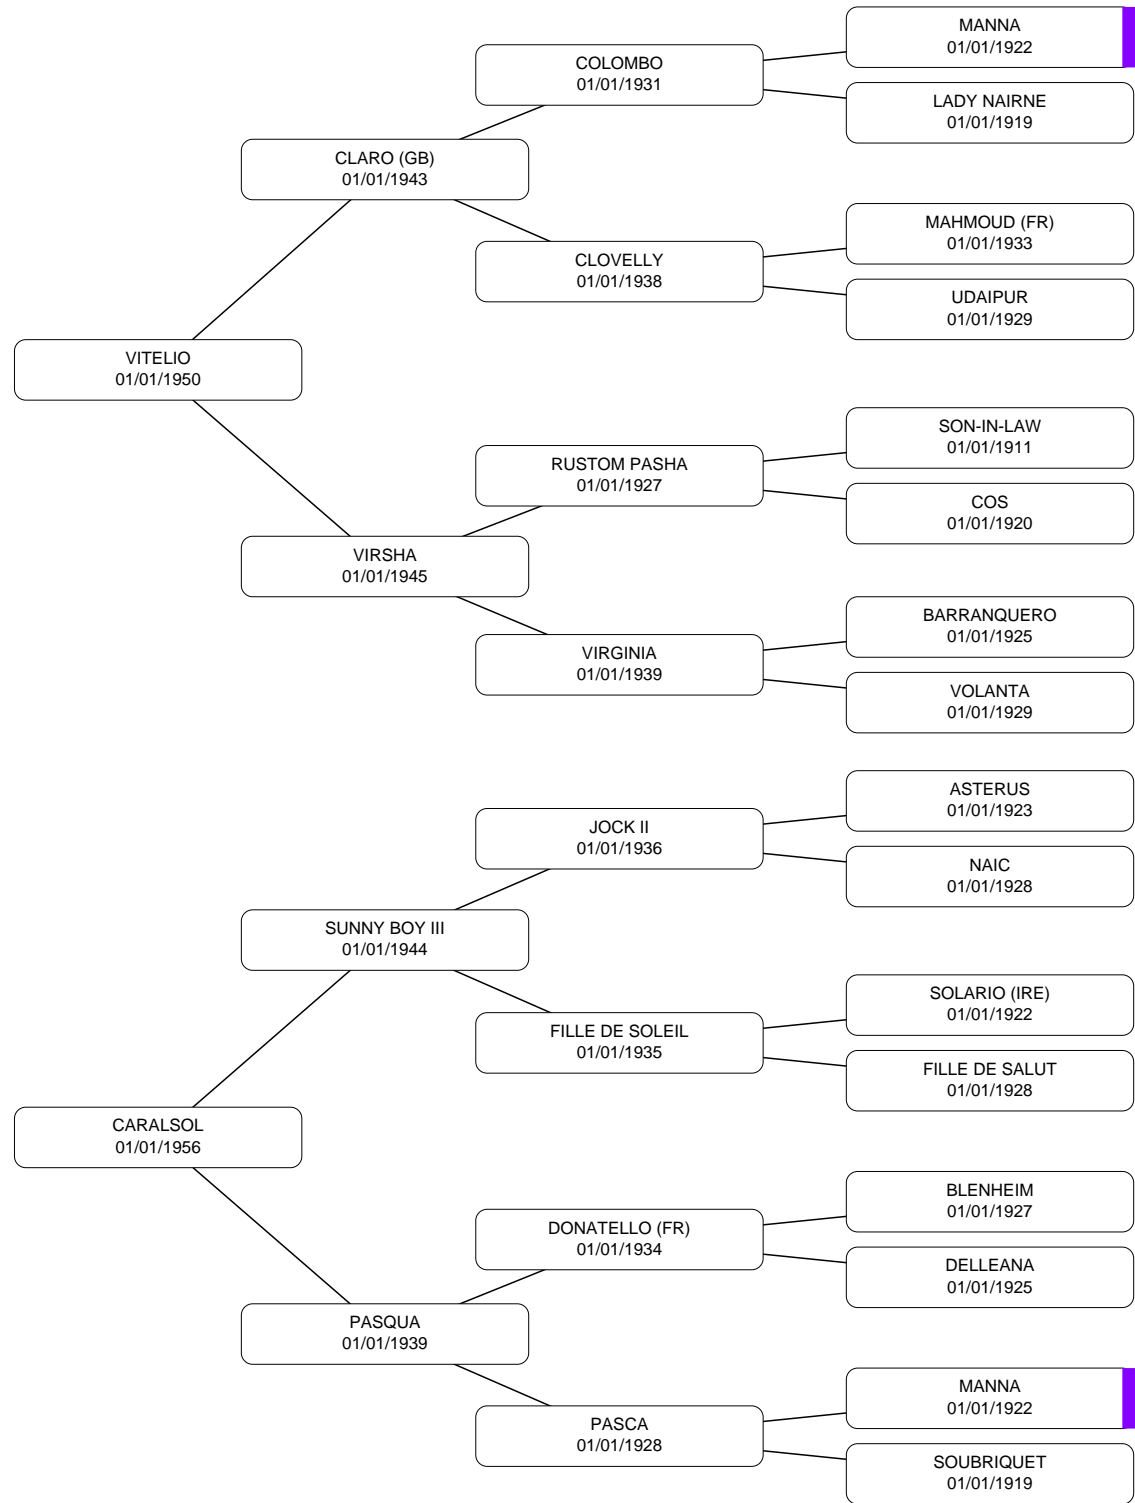 MANNA
01/01/1922
COLOMBO
01/01/1931
LADY NAIRNE
01/01/1919
CLARO (GB)
01/01/1943
MAHMOUD (FR)
01/01/1933
CLOVELLY
01/01/1938
UDAIPUR
01/01/1929
VITELIO
01/01/1950
SON-IN-LAW
01/01/1911
RUSTOM PASHA
01/01/1927
COS
01/01/1920
VIRSHA
01/01/1945
BARRANQUERO
01/01/1925
VIRGINIA
01/01/1939
VOLANTA
01/01/1929
ASTERUS
01/01/1923
JOCK II
01/01/1936
NAIC
01/01/1928
SUNNY BOY III
01/01/1944
SOLARIO (IRE)
01/01/1922
FILLE DE SOLEIL
01/01/1935
FILLE DE SALUT
01/01/1928
CARALSOL
01/01/1956
BLENHEIM
01/01/1927
DONATELLO (FR)
01/01/1934
DELLEANA
01/01/1925
PASQUA
01/01/1939
MANNA
01/01/1922
PASCA
01/01/1928
SOUBRIQUET
01/01/1919